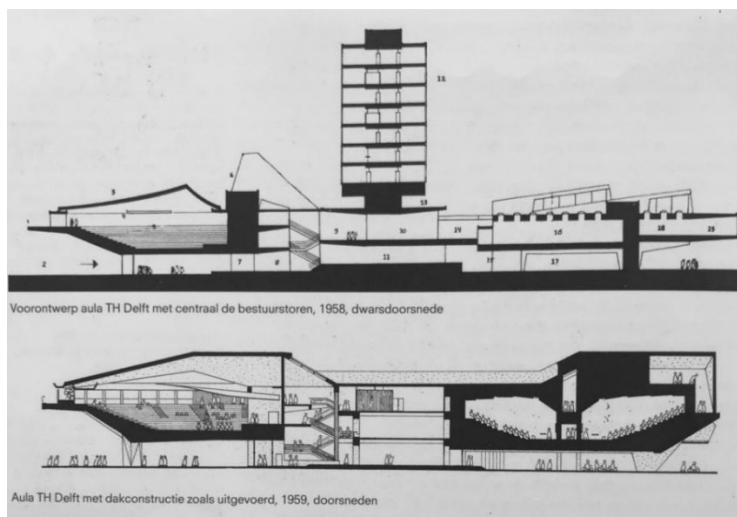 Voorontwerp aula TH Delft met centraal de bestuurstoren, 1958, dwarsdoorsnede
Aula TH Delft met dakconstructie zoals uitgevoerd, 1959, doorsneden